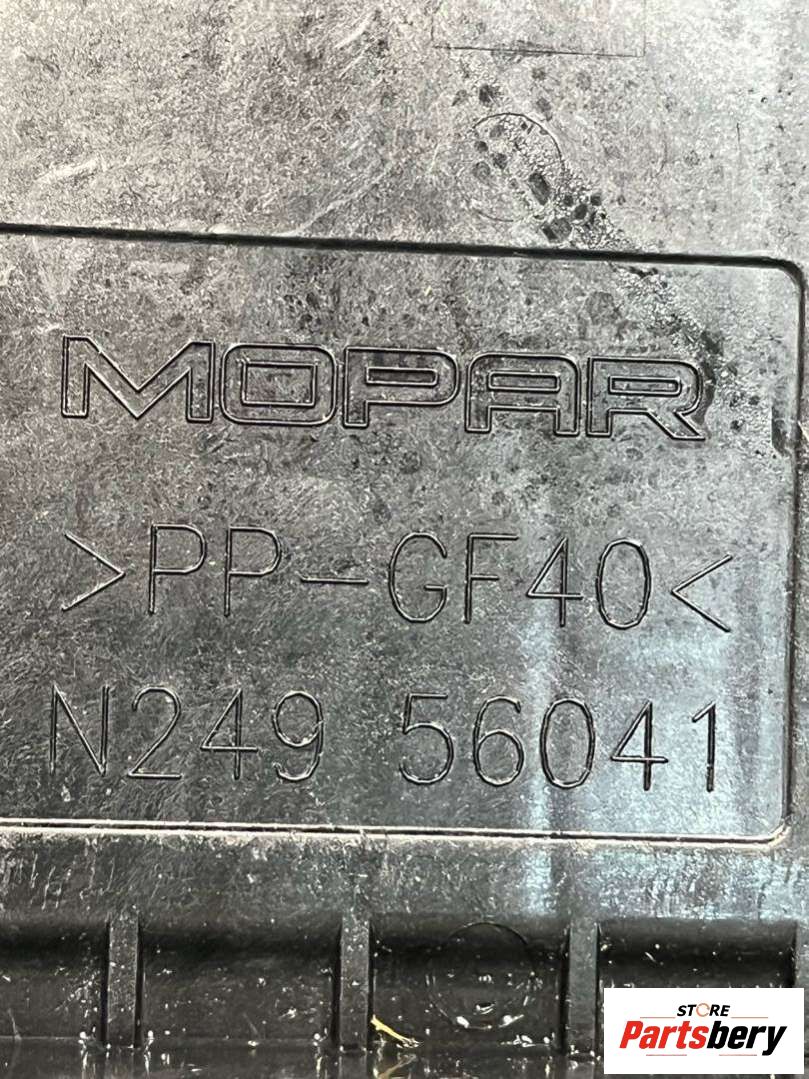 MOPAR
>PP-GF40<
N249 56041
STORE
Partsbery